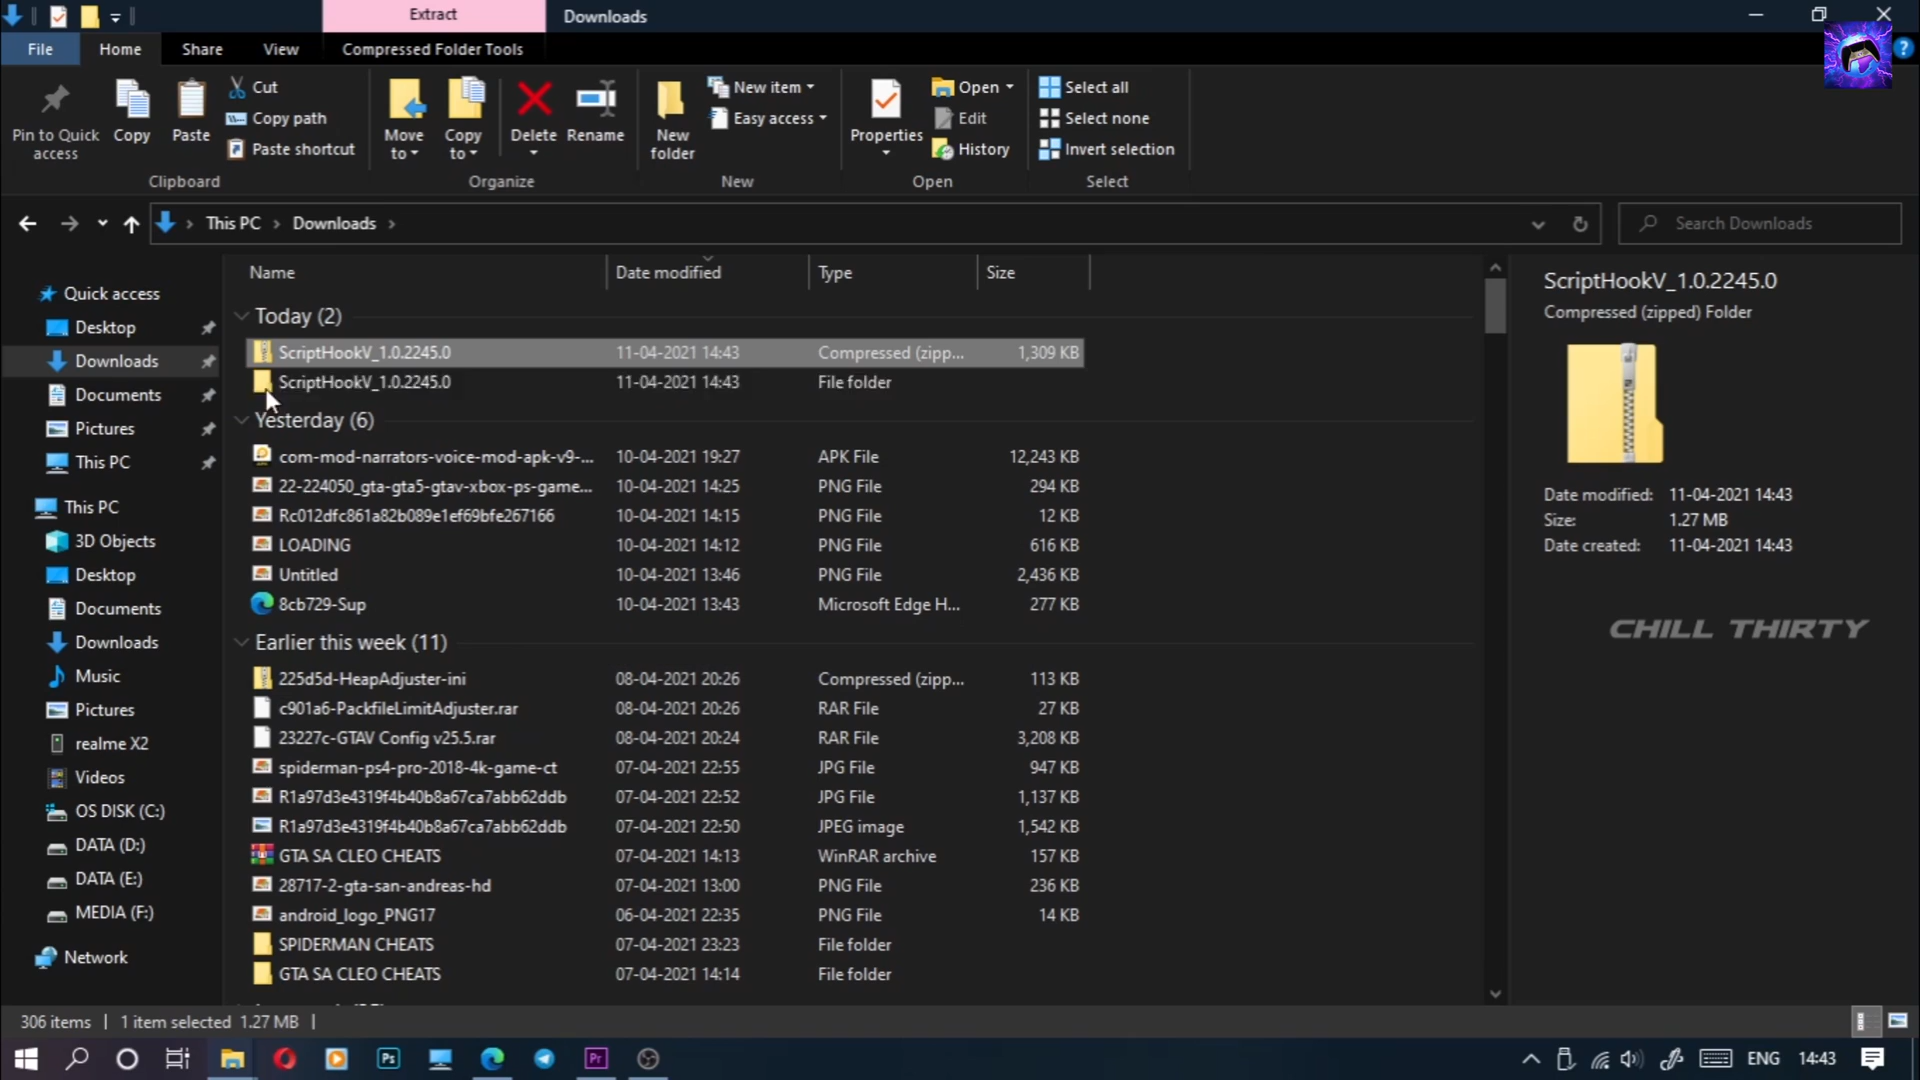 Extract
Downloads
File
Home
Share
View
Compressed Folder Tools
Pin to Quick
access
Copy
Paste
Cut
Copy path
Paste shortcut
Clipboard
Move
to
Copy
to
Delete
Rename
Organize
New
folder
New item
Easy access
New
Properties
Open
Edit
History
Open
Select all
Select none
Invert selection
Select
This PC
Downloads
Search Downloads
Quick access
Desktop
Downloads
Documents
Pictures
This PC
This PC
3D Objects
Desktop
Documents
Downloads
Music
Pictures
realme X2
Videos
OS DISK (C:)
DATA (D:)
DATA (E:)
MEDIA (F:)
Network
Name Date modified Type Size
Today (2)
ScriptHookV_1.0.2245.0 11-04-2021 14:43 Compressed (zipp... 1,309 KB
ScriptHookV_1.0.2245.0 11-04-2021 14:43 File folder
Yesterday (6)
com-mod-narrators-voice-mod-apk-v9-... 10-04-2021 19:27 APK File 12,243 KB
22-224050_gta-gta5-gtav-xbox-ps-game... 10-04-2021 14:25 PNG File 294 KB
Rc012dfc861a82b089e1ef69bfe267166 10-04-2021 14:15 PNG File 12 KB
LOADING 10-04-2021 14:12 PNG File 616 KB
Untitled 10-04-2021 13:46 PNG File 2,436 KB
8cb729-Sup 10-04-2021 13:43 Microsoft Edge H... 277 KB
Earlier this week (11)
225d5d-HeapAdjuster-ini 08-04-2021 20:26 Compressed (zipp... 113 KB
c901a6-PackfileLimitAdjuster.rar 08-04-2021 20:26 RAR File 27 KB
23227c-GTAV Config v25.5.rar 08-04-2021 20:24 RAR File 3,208 KB
spiderman-ps4-pro-2018-4k-game-ct 07-04-2021 22:55 JPG File 947 KB
R1a97d3e4319f4b40b8a67ca7abb62ddb 07-04-2021 22:52 JPG File 1,137 KB
R1a97d3e4319f4b40b8a67ca7abb62ddb 07-04-2021 22:50 JPEG image 1,542 KB
GTA SA CLEO CHEATS 07-04-2021 14:13 WinRAR archive 157 KB
28717-2-gta-san-andreas-hd 07-04-2021 13:00 PNG File 236 KB
android_logo_PNG17 06-04-2021 22:35 PNG File 14 KB
SPIDERMAN CHEATS 07-04-2021 23:23 File folder
GTA SA CLEO CHEATS 07-04-2021 14:14 File folder
ScriptHookV_1.0.2245.0
Compressed (zipped) Folder
Date modified: 11-04-2021 14:43
Size: 1.27 MB
Date created: 11-04-2021 14:43
CHILL THIRTY
306 items
1 item selected 1.27 MB
Ps
Pr
ENG
14:43